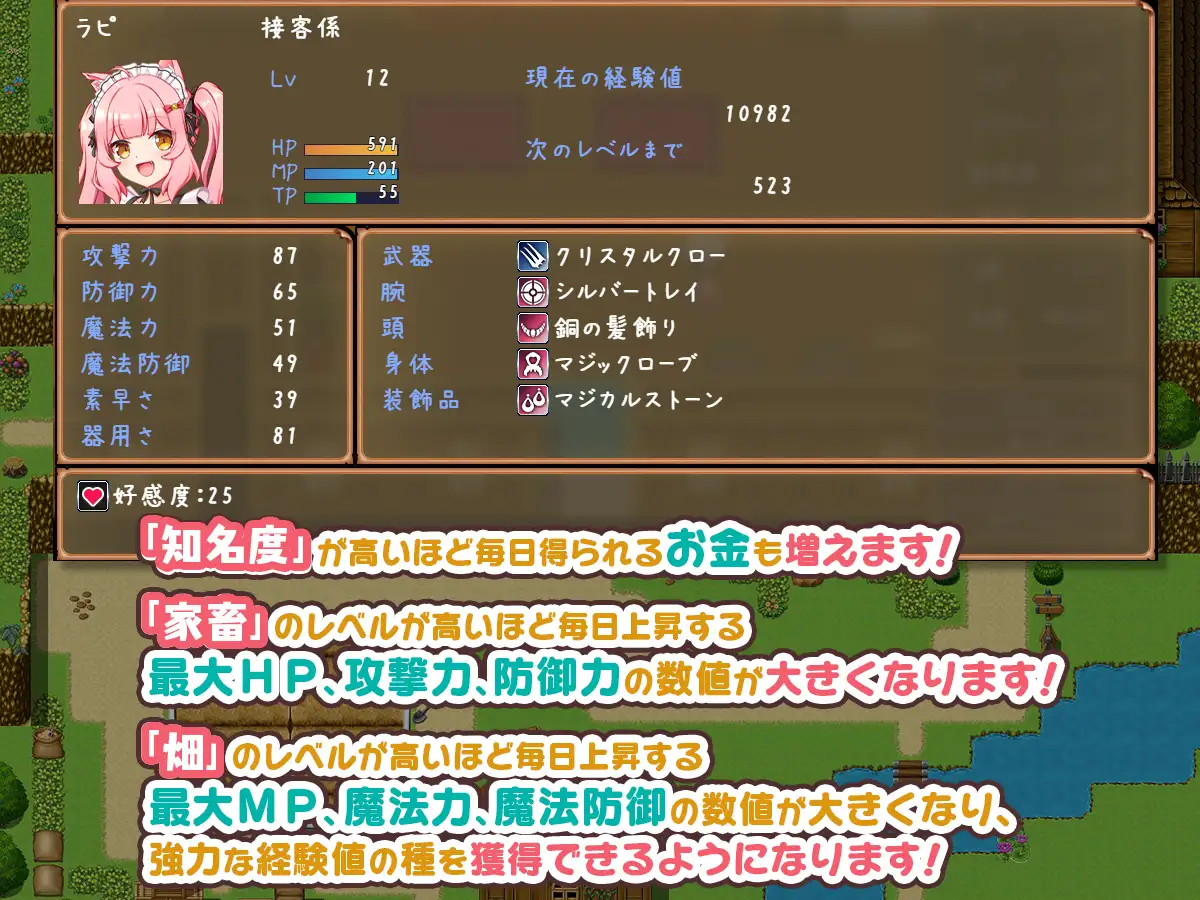 ラピ 接客係
Lv 12 現在の経験値
10982
HP 591 次のレベルまで
MP 201
TP 55 523
攻撃力 87 武器 クリスタルクロー
防御力 65 腕 シルバートレイ
魔法力 51 頭 銅の髪飾り
魔法防御 49 身体 マジックローブ
素早さ 39 装飾品 マジカルストーン
器用さ 81
好感度:25
「知名度」が高いほど毎日得られるお金も増えます!
「家畜」のレベルが高いほど毎日上昇する
最大HP、攻撃力、防御力の数値が大きくなります!
「畑」のレベルが高いほど毎日上昇する
最大MP、魔法力、魔法防御の数値が大きくなり、
強力な経験値の種を獲得できるようになります!